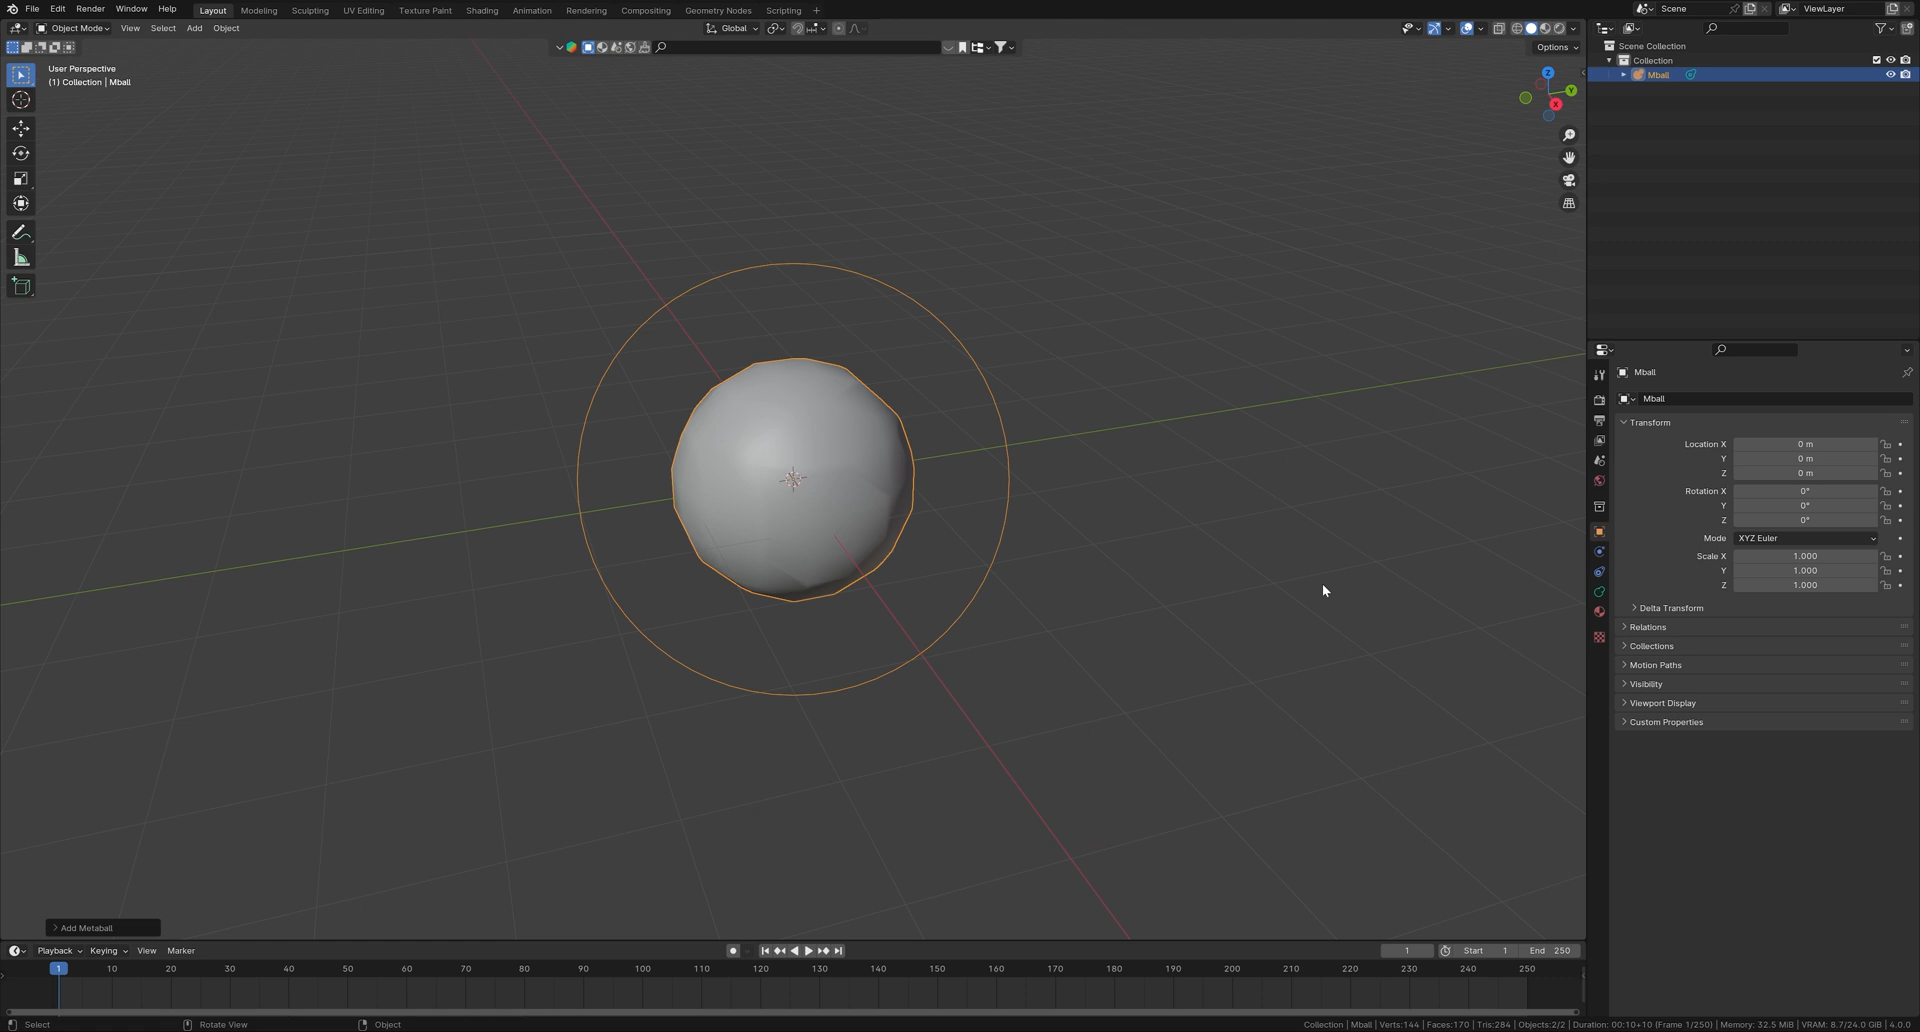 File Edit Render Window Help Layout Modeling Sculpting UV Editing Texture Paint Shading Animation Rendering Compositing Geometry Nodes Scripting + Scene ViewLayer
Object Mode View Select Add Object Global
Options
User Perspective
(1) Collection | Mball
Z
Y
X
Scene Collection
Collection
Mball
Mball
Mball
Transform
Location X 0 m
Y 0 m
Z 0 m
Rotation X 0°
Y 0°
Z 0°
Mode XYZ Euler
Scale X 1.000
Y 1.000
Z 1.000
Delta Transform
Relations
Collections
Motion Paths
Visibility
Viewport Display
Custom Properties
Add Metaball
Playback Keying View Marker 1 Start 1 End 250
1 10 20 30 40 50 60 70 80 90 100 110 120 130 140 150 160 170 180 190 200 210 220 230 240 250
Select Rotate View Object Collection | Mball | Verts:144 | Faces:170 | Tris:284 | Objects:2/2 | Duration: 00:10+10 (Frame 1/250) | Memory: 32.5 MiB | VRAM: 8.7/24.0 GiB | 4.0.0